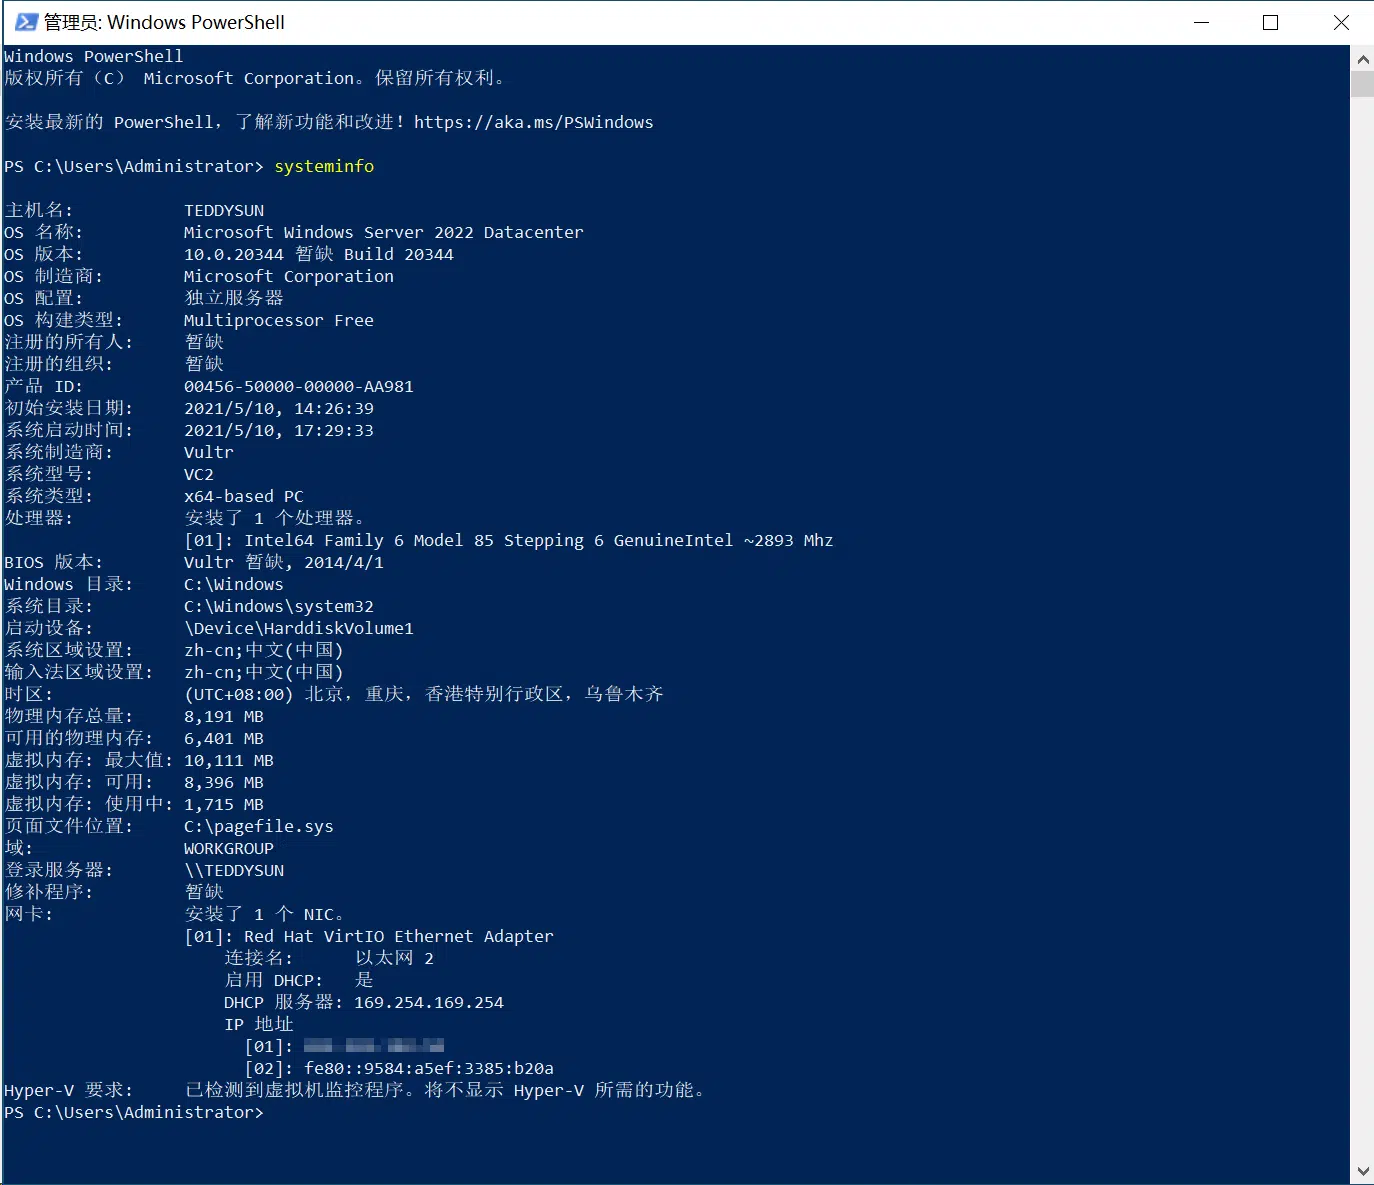 管理员: Windows PowerShell
Windows PowerShell
版权所有（C） Microsoft Corporation。保留所有权利。
安装最新的 PowerShell，了解新功能和改进！https://aka.ms/PSWindows
PS C:\Users\Administrator> systeminfo
主机名:           TEDDYSUN
OS 名称:          Microsoft Windows Server 2022 Datacenter
OS 版本:          10.0.20344 暂缺 Build 20344
OS 制造商:        Microsoft Corporation
OS 配置:          独立服务器
OS 构建类型:      Multiprocessor Free
注册的所有人:     暂缺
注册的组织:       暂缺
产品 ID:          00456-50000-00000-AA981
初始安装日期:     2021/5/10, 14:26:39
系统启动时间:     2021/5/10, 17:29:33
系统制造商:       Vultr
系统型号:         VC2
系统类型:         x64-based PC
处理器:           安装了 1 个处理器。
[01]: Intel64 Family 6 Model 85 Stepping 6 GenuineIntel ~2893 Mhz
BIOS 版本:        Vultr 暂缺, 2014/4/1
Windows 目录:     C:\Windows
系统目录:         C:\Windows\system32
启动设备:         \Device\HarddiskVolume1
系统区域设置:     zh-cn;中文(中国)
输入法区域设置:   zh-cn;中文(中国)
时区:             (UTC+08:00) 北京，重庆，香港特别行政区，乌鲁木齐
物理内存总量:     8,191 MB
可用的物理内存:   6,401 MB
虚拟内存: 最大值: 10,111 MB
虚拟内存: 可用:   8,396 MB
虚拟内存: 使用中: 1,715 MB
页面文件位置:     C:\pagefile.sys
域:               WORKGROUP
登录服务器:       \\TEDDYSUN
修补程序:         暂缺
网卡:             安装了 1 个 NIC。
[01]: Red Hat VirtIO Ethernet Adapter
连接名:      以太网 2
启用 DHCP:   是
DHCP 服务器: 169.254.169.254
IP 地址
[01]:
[02]: fe80::9584:a5ef:3385:b20a
Hyper-V 要求:     已检测到虚拟机监控程序。将不显示 Hyper-V 所需的功能。
PS C:\Users\Administrator>